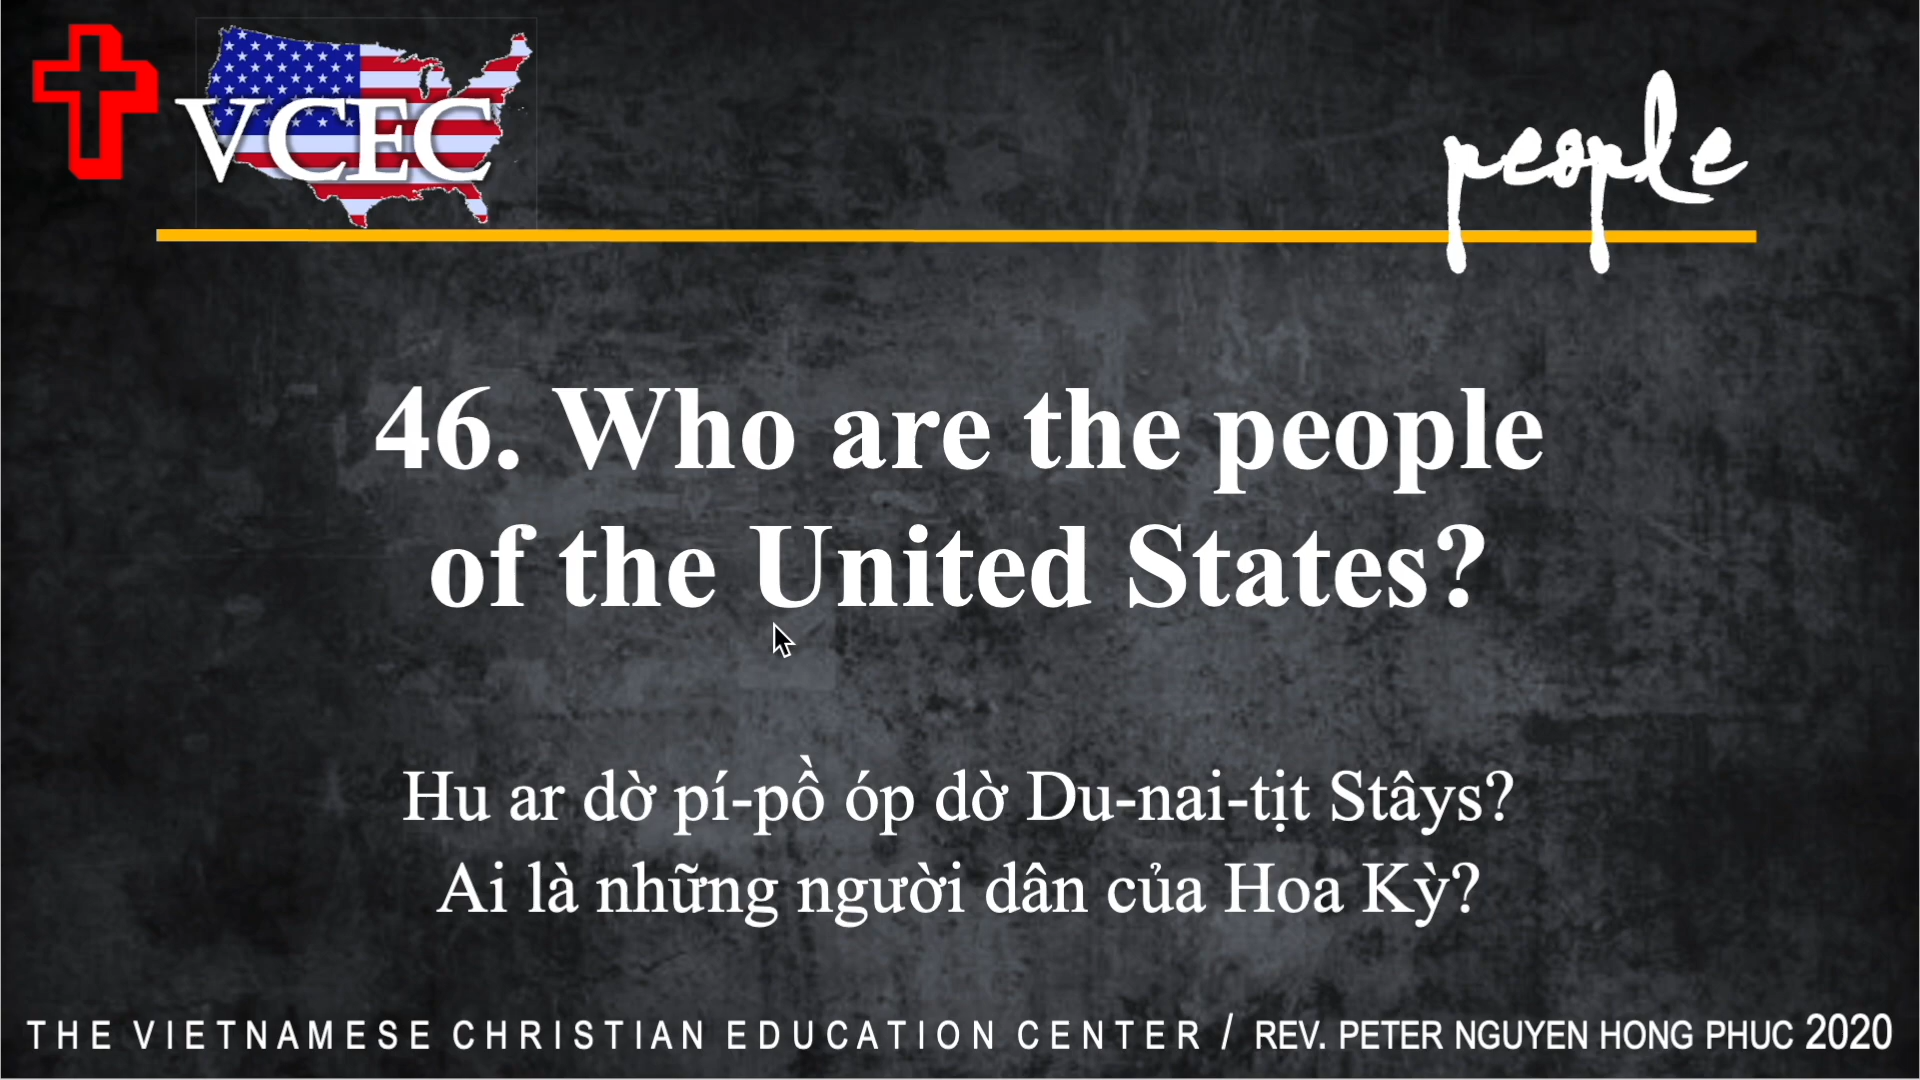 VCEC
people
46. Who are the people
of the United States?
Hu ar dờ pí-pồ óp dờ Du-nai-tịt Stâys?
Ai là những người dân của Hoa Kỳ?
THE VIETNAMESE CHRISTIAN EDUCATION CENTER / REV. PETER NGUYEN HONG PHUC 2020